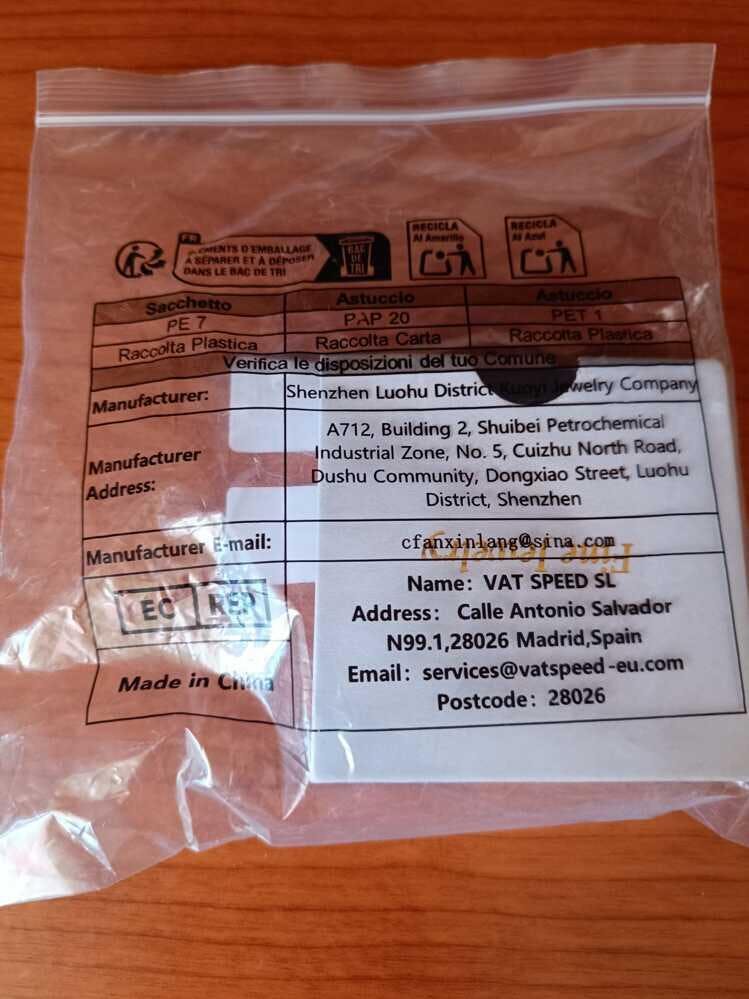 FR
ÉLÉMENTS D'EMBALLAGE
À SÉPARER ET À DÉPOSER
DANS LE BAC DE TRI
BAC
DE
TRI
RECICLA
Al Amarillo
RECICLA
Al Azul
Sacchetto Astuccio Astuccio
PE 7 PAP 20 PET 1
Raccolta Plastica Raccolta Carta Raccolta Plastica
Verifica le disposizioni del tuo Comune
Manufacturer: Shenzhen Luohu District Kuoyi Jewelry Company
Manufacturer
Address:
A712, Building 2, Shuibei Petrochemical
Industrial Zone, No. 5, Cuizhu North Road,
Dushu Community, Dongxiao Street, Luohu
District, Shenzhen
Manufacturer E-mail: cfanxinlang@sina.com
Fine Jewelry
EC REP
Name: VAT SPEED SL
Address: Calle Antonio Salvador
N99.1,28026 Madrid,Spain
Email: services@vatspeed-eu.com
Postcode: 28026
Made in China